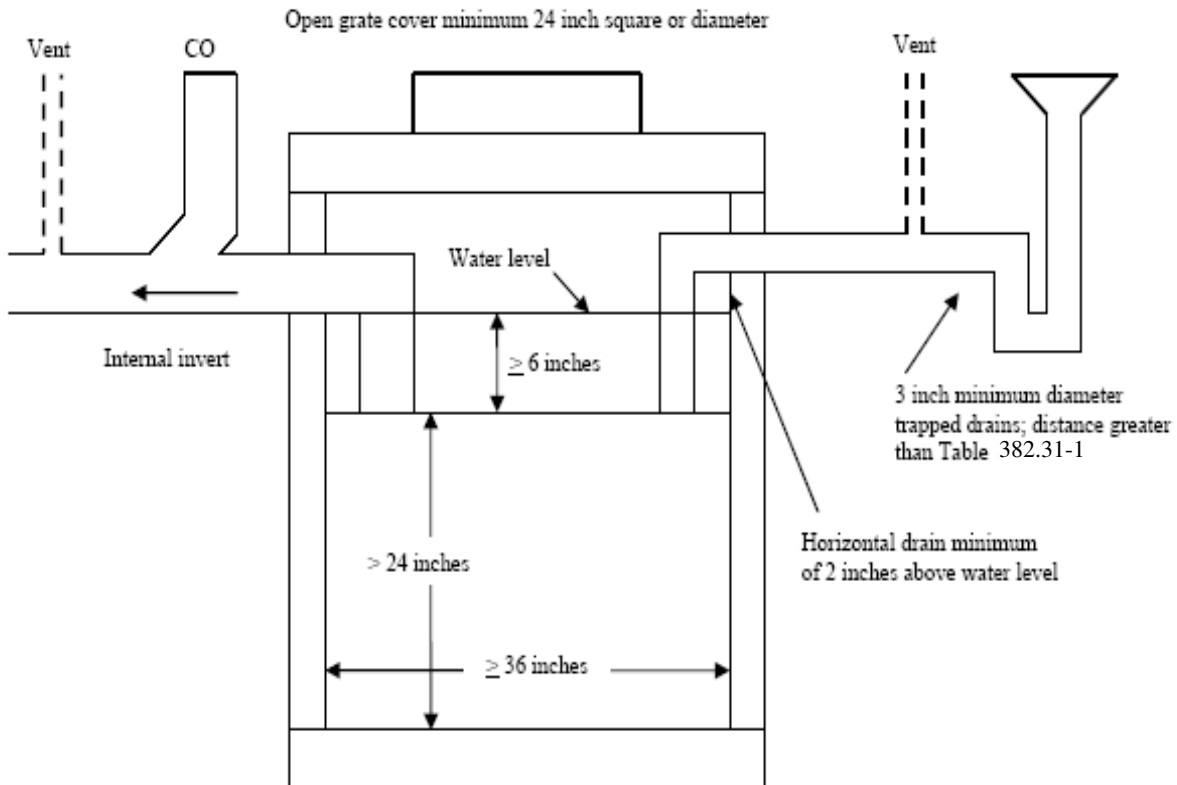 Open grate cover minimum 24 inch square or diameter
Vent
CO
Vent
Water level
Internal invert
≥ 6 inches
3 inch minimum diameter
trapped drains; distance greater
than Table 382.31-1
Horizontal drain minimum
of 2 inches above water level
> 24 inches
≥ 36 inches